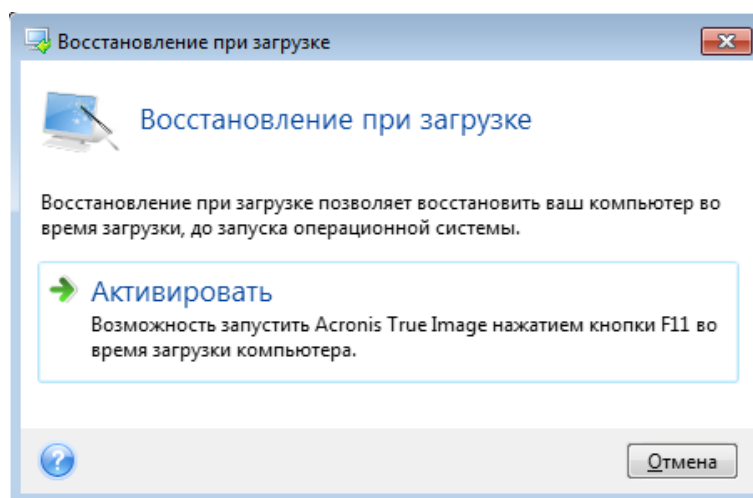 Восстановление при загрузке
Восстановление при загрузке
Восстановление при загрузке позволяет восстановить ваш компьютер во
время загрузки, до запуска операционной системы.
Активировать
Возможность запустить Acronis True Image нажатием кнопки F11 во
время загрузки компьютера.
?
Отмена